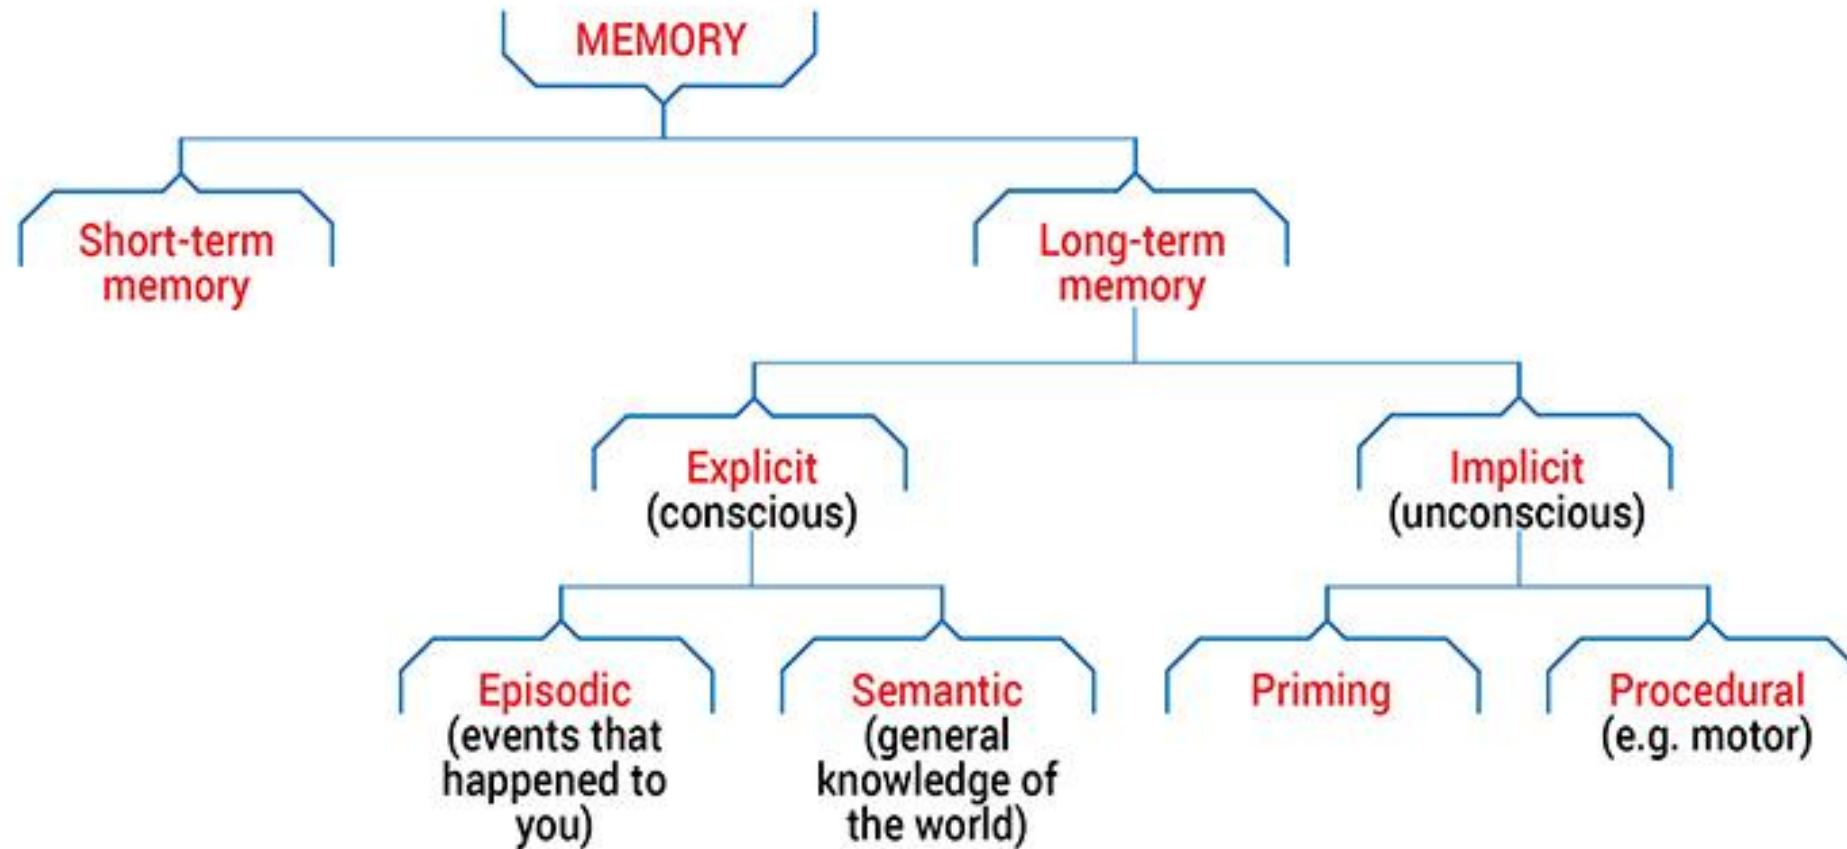 MEMORY
Short-term
memory
Long-term
memory
Explicit
(conscious)
Implicit
(unconscious)
Episodic
(events that
happened to
you)
Semantic
(general
knowledge of
the world)
Priming
Procedural
(e.g. motor)